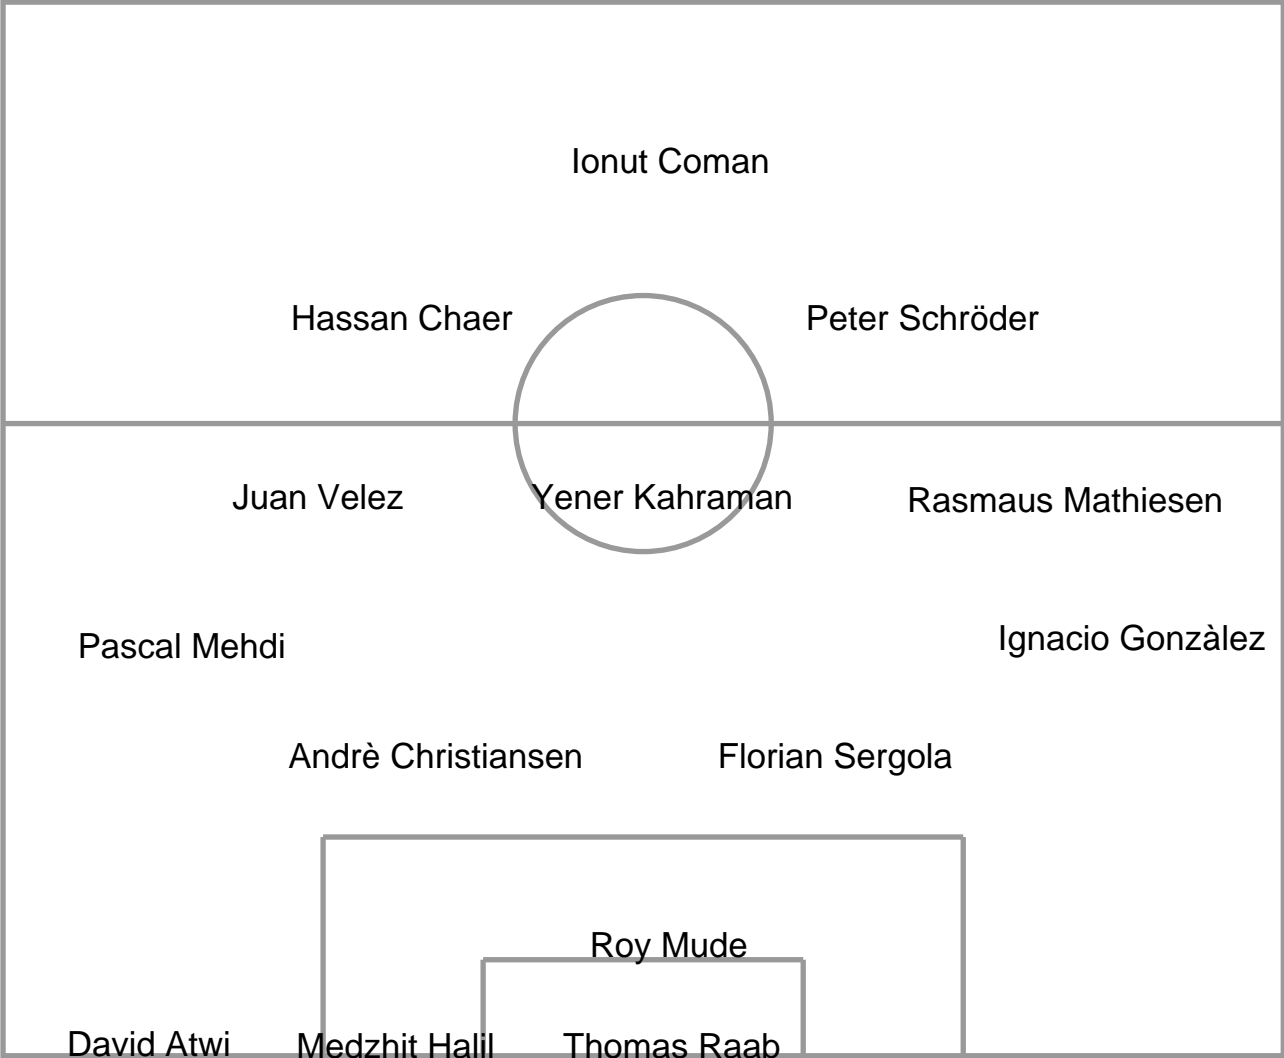 Ionut Coman
Hassan Chaer
Peter Schröder
Juan Velez
Yener Kahraman
Rasmaus Mathiesen
Pascal Mehdi
Ignacio Gonzàlez
Andrè Christiansen
Florian Sergola
Roy Mude
David Atwi
Medzhit Halil
Thomas Raab